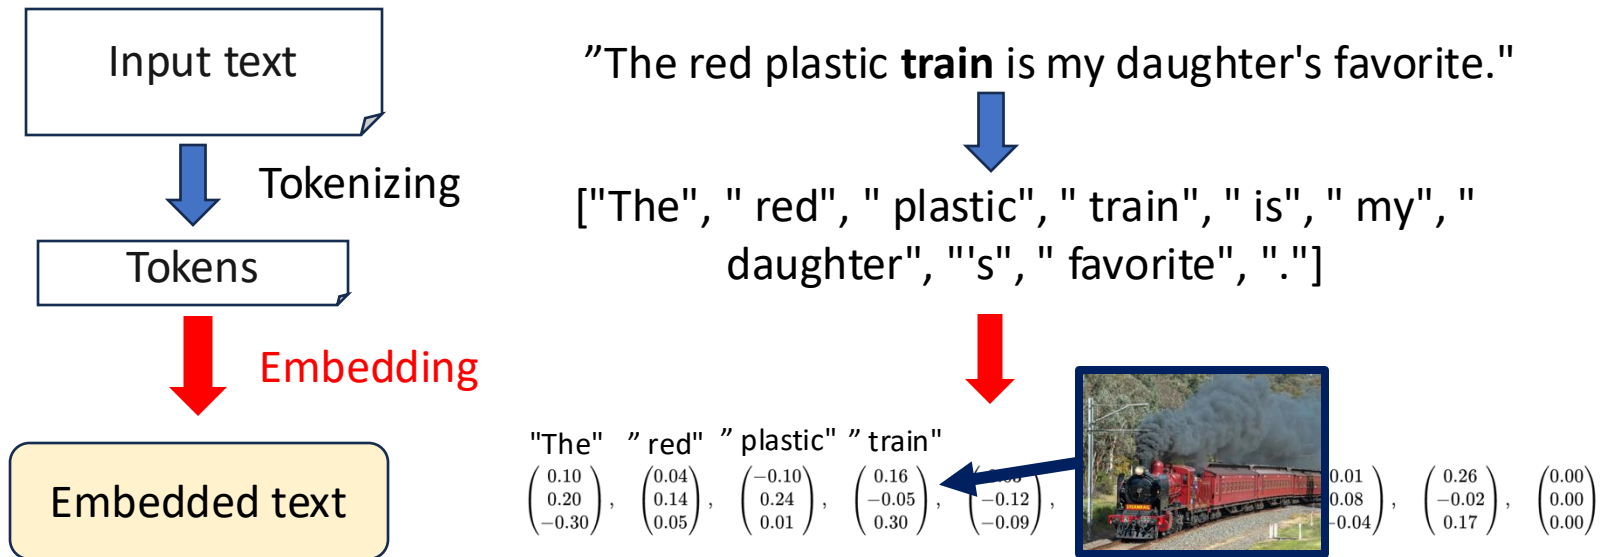 Input text
”The red plastic train is my daughter's favorite."
Tokenizing
["The", " red", " plastic", " train", " is", " my", "
daughter", "'s", " favorite", "."]
Tokens
Embedding
"The" ” red" ” plastic" ” train"
Embedded text
(0.10 0.20 −0.30), (0.04 0.14 0.05), (−0.10 0.24 0.01), (0.16 −0.05 0.30), (−0.12 −0.09), .01 .08 −0.04), (0.26 −0.02 0.17), (0.00 0.00 0.00)